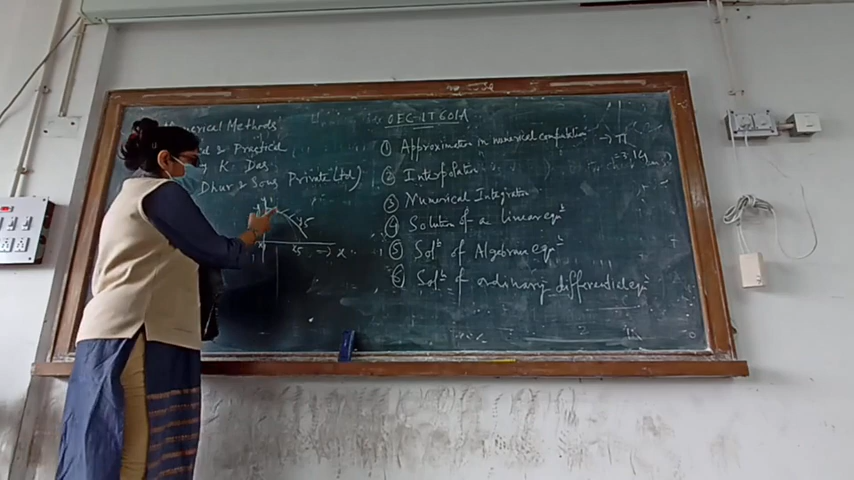 Numerical Methods
& Practical
K. Das
Dhur & Sons Private (Ltd)
OEC-IT601A
① Approximation in numerical computation → π
② Interpolation
③ Numerical Integration
④ Solution of a linear eqⁿ
⑤ Solⁿ of Algebraic eqⁿ
⑥ Solⁿ of ordinary differential eqⁿ
y5
→ x